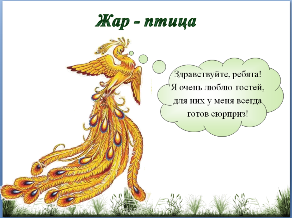 Жар - птица
Здравствуйте, ребята!
Я очень люблю гостей,
для них у меня всегда
готов сюрприз!